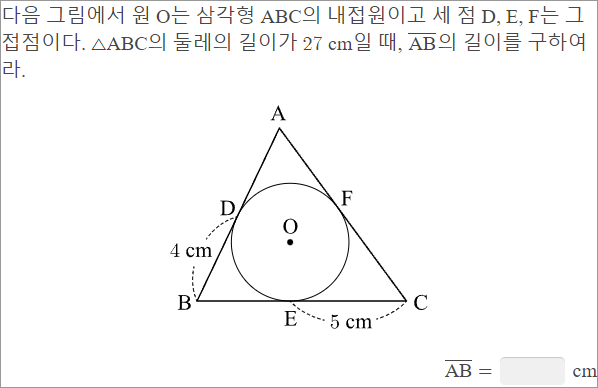 다음 그림에서 원 O는 삼각형 ABC의 내접원이고 세 점 D, E, F는 그
접점이다. △ABC의 둘레의 길이가 27 cm일 때, \overline{AB}의 길이를 구하여
라.
A
D
F
O
4 cm
B
C
E
5 cm
\overline{AB} = cm